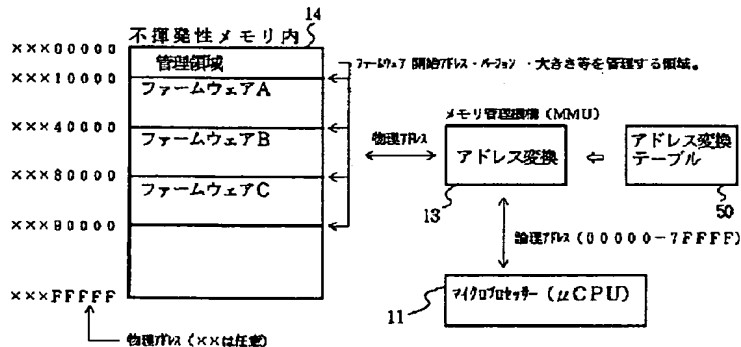 不揮発性メモリ内
14
×××00000
管理領域
ファームウェア 開始アドレス・バージョン ・大きさ等を管理する領域。
×××10000
ファームウェアA
×××40000
ファームウェアB
×××80000
ファームウェアC
×××B0000
×××FFFFF
物理アドレス (××は任意)
物理アドレス
メモリ管理機構 (MMU)
アドレス変換
13
アドレス変換
テーブル
50
論理アドレス (00000-7FFFF)
マイクロプロセッサー (μCPU)
11